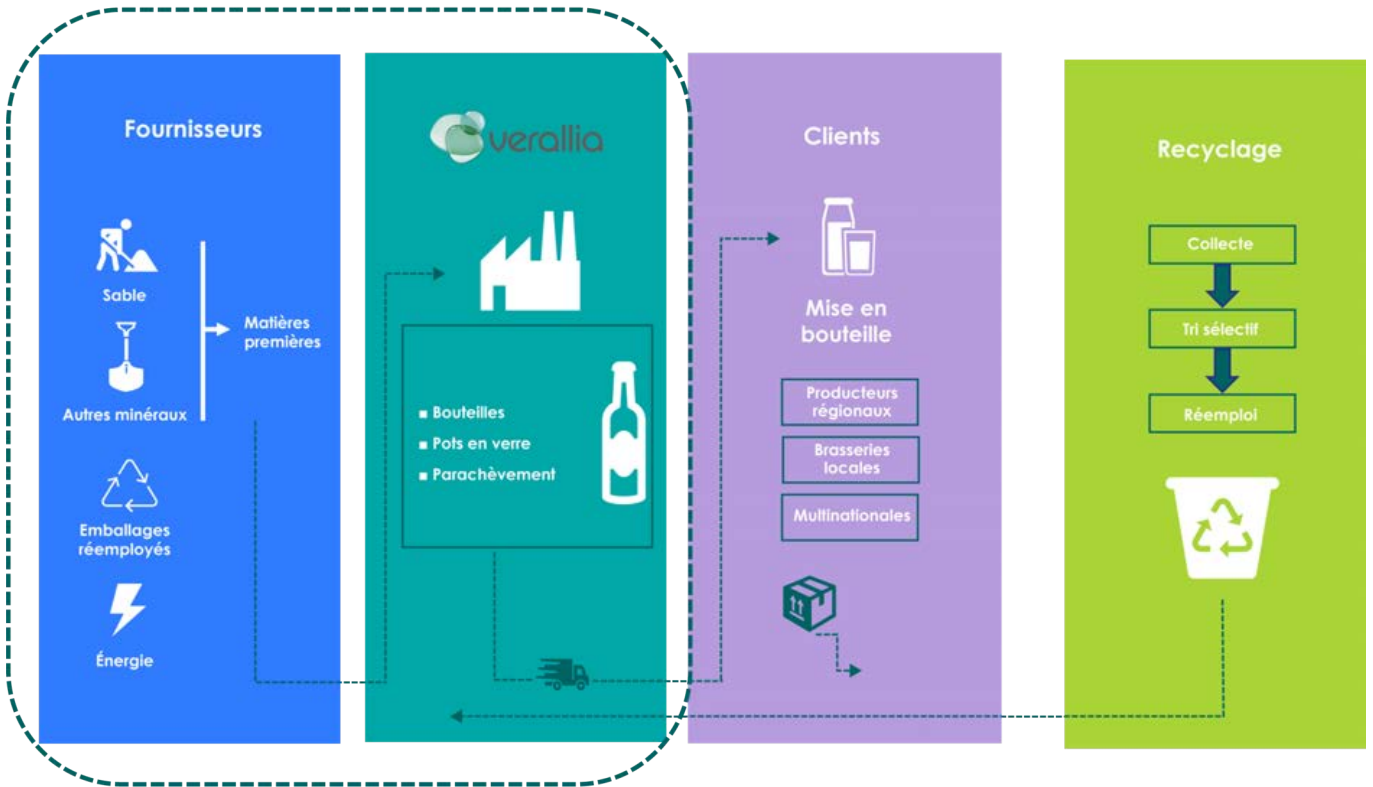 Fournisseurs
Sable
Autres minéraux
Matières
premières
Emballages
réemployés
Énergie
verallia
■ Bouteilles
■ Pots en verre
■ Parachèvement
Clients
Mise en
bouteille
Producteurs
régionaux
Brasseries
locales
Multinationales
Recyclage
Collecte
Tri sélectif
Réemploi